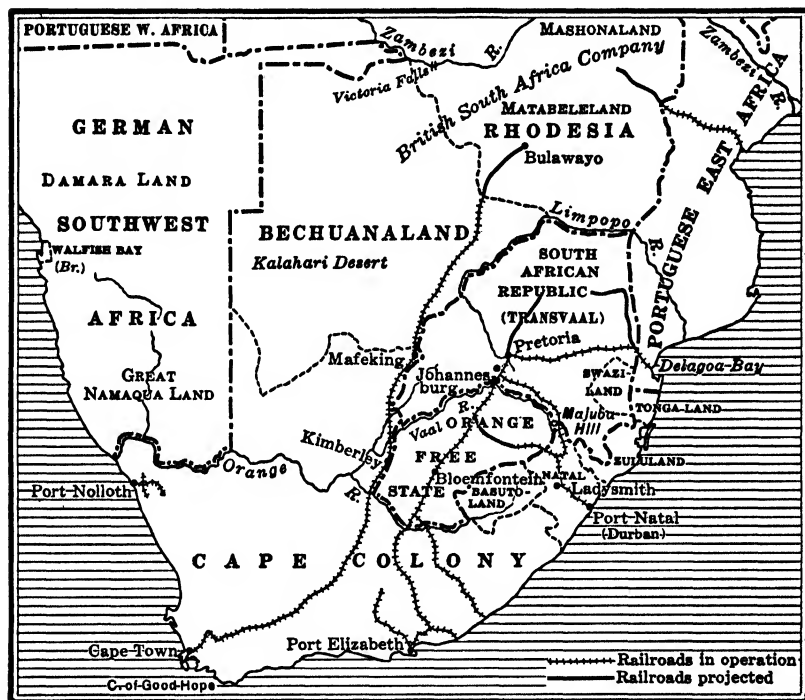 PORTUGUESE W. AFRICA
Zambezi
R.
MASHONALAND
Zambezi
R.
Victoria Falls
British South Africa Company
GERMAN
MATABELELAND
RHODESIA
Bulawayo
DAMARA LAND
SOUTHWEST
WALFISH BAY
(Br.)
BECHUANALAND
Kalahari Desert
Limpopo
R.
PORTUGUESE EAST AFRICA
SOUTH
AFRICAN
REPUBLIC
(TRANSVAAL)
AFRICA
Pretoria
Mafeking
Johannes
burg
Delagoa Bay
SWAZI-
LAND
GREAT
NAMAQUA LAND
Majuba
Hill
TONGA-LAND
Kimberley
Vaal
R.
ORANGE
FREE
STATE
ZULULAND
Orange
R.
Bloemfontein
NATAL
Ladysmith
BASUTO-
LAND
Port Nolloth
Port Natal
(Durban)
CAPE COLONY
Cape Town
Port Elizabeth
C. of Good Hope
Railroads in operation
Railroads projected